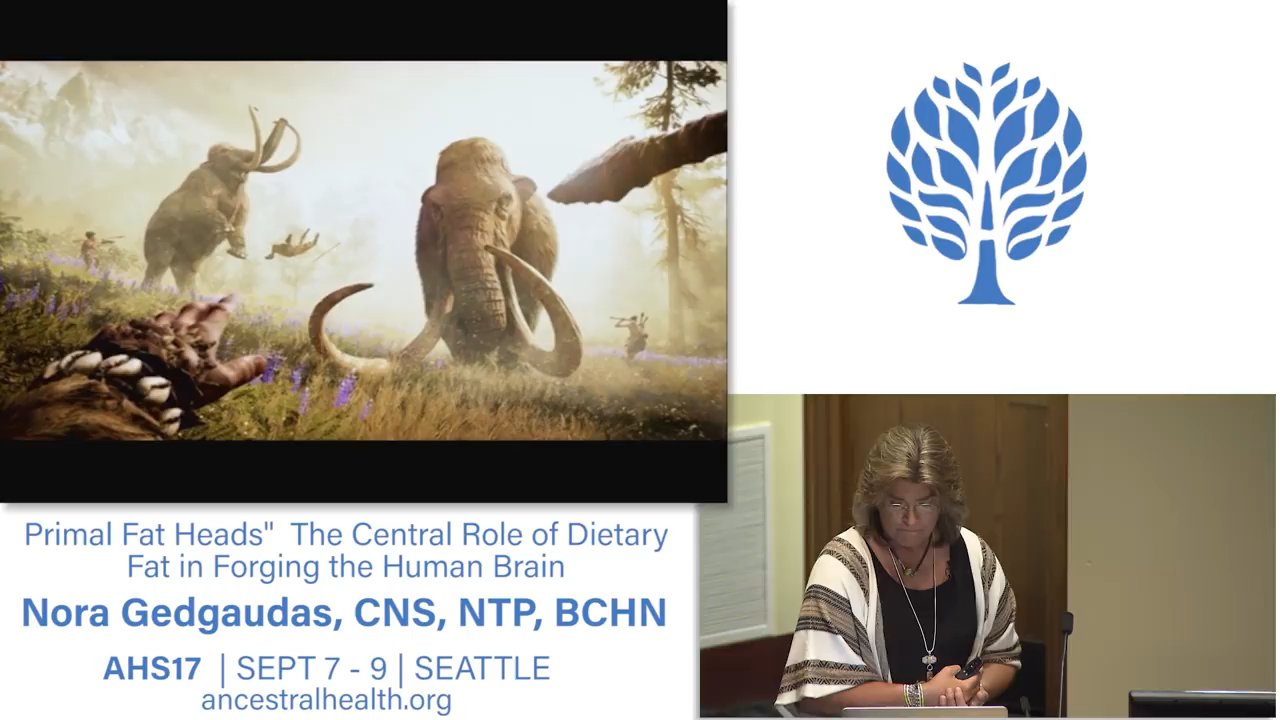 Primal Fat Heads"  The Central Role of Dietary
Fat in Forging the Human Brain
Nora Gedgaudas, CNS, NTP, BCHN
AHS17 | SEPT 7 - 9 | SEATTLE
ancestralhealth.org